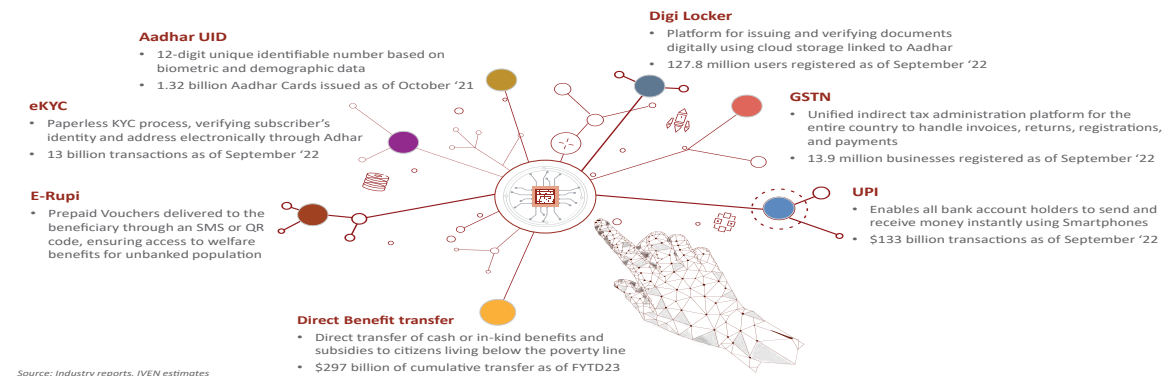 Aadhar UID
• 12-digit unique identifiable number based on
biometric and demographic data
• 1.32 billion Aadhar Cards issued as of October ‘21
eKYC
• Paperless KYC process, verifying subscriber’s
identity and address electronically through Adhar
• 13 billion transactions as of September ‘22
E-Rupi
• Prepaid Vouchers delivered to the
beneficiary through an SMS or QR
code, ensuring access to welfare
benefits for unbanked population
Direct Benefit transfer
• Direct transfer of cash or in-kind benefits and
subsidies to citizens living below the poverty line
• $297 billion of cumulative transfer as of FYTD23
Digi Locker
• Platform for issuing and verifying documents
digitally using cloud storage linked to Aadhar
• 127.8 million users registered as of September ‘22
GSTN
• Unified indirect tax administration platform for the
entire country to handle invoices, returns, registrations,
and payments
• 13.9 million businesses registered as of September ‘22
UPI
• Enables all bank account holders to send and
receive money instantly using Smartphones
• $133 billion transactions as of September ‘22
Source: Industry reports, IVEN estimates